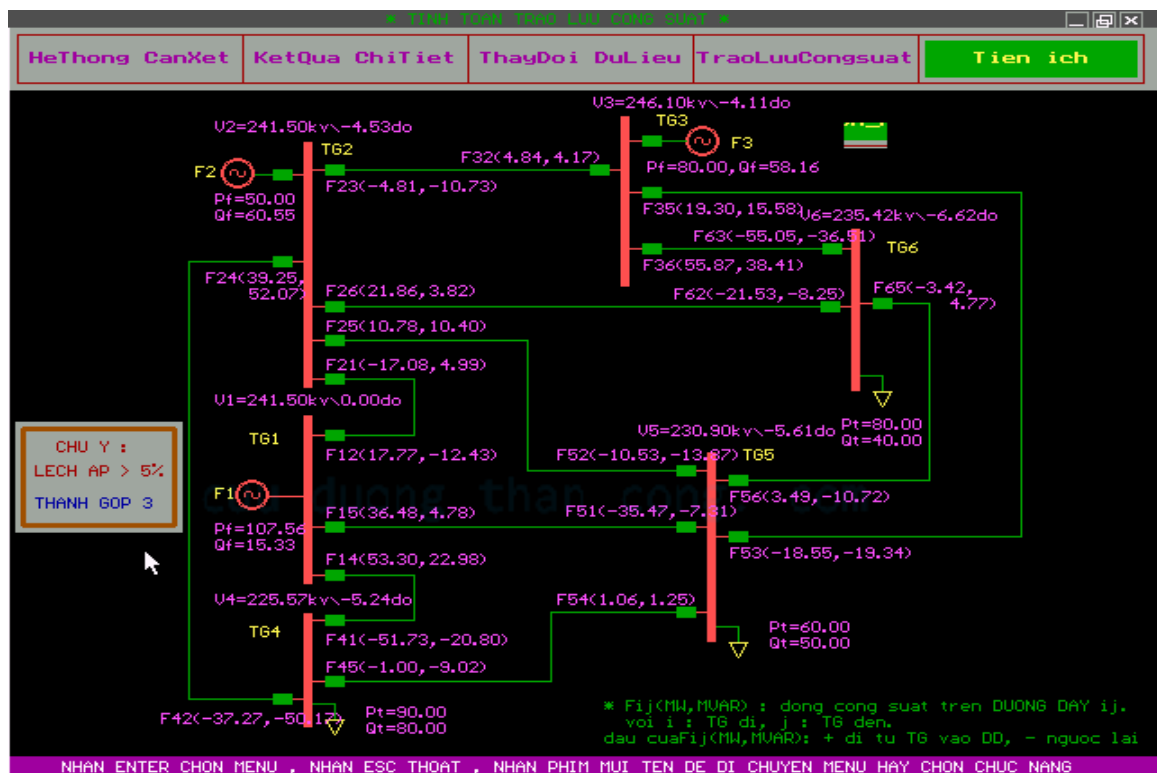 * TINH TOAN TRAO LUU CONG SUAT *
HeThong CanXet KetQua ChiTiet ThayDoi DuLieu TraoLuuCongsuat Tien ich
V3=246.10kv\-4.11do
V2=241.50kv\-4.53do
TG3
TG2
F3
F32(4.84,4.17)
F2
Pf=80.00,Qf=58.16
F23(-4.81,-10.73)
Pf=50.00
Qf=60.55
F35(19.30,15.58)
V6=235.42kv\-6.62do
F63(-55.05,-36.51)
TG6
F36(55.87,38.41)
F24(39.25,
52.07)
F26(21.86,3.82)
F62(-21.53,-8.25)
F65(-3.42,
4.77)
F25(10.78,10.40)
F21(-17.08,4.99)
V1=241.50kv\0.00do
Pt=80.00
Qt=40.00
V5=230.90kv\-5.61do
TG1
CHU Y :
LECH AP > 5%
THANH GOP 3
F12(17.77,-12.43)
F52(-10.53,-13.87)
TG5
F1
F56(3.49,-10.72)
cuu duong than cong . com
F15(36.48,4.78)
F51(-35.47,-7.31)
Pf=107.56
Qf=15.33
F53(-18.55,-19.34)
F14(53.30,22.98)
V4=225.57kv\-5.24do
F54(1.06,1.25)
TG4
F41(-51.73,-20.80)
Pt=60.00
Qt=50.00
F45(-1.00,-9.02)
F42(-37.27,-50.17)
Pt=90.00
Qt=80.00
* Fij(MW,MVAR) : dong cong suat tren DUONG DAY ij.
voi i : TG di, j : TG den.
dau cuaFij(MW,MVAR): + di tu TG vao DD, - nguoc lai
NHAN ENTER CHON MENU , NHAN ESC THOAT , NHAN PHIM MUI TEN DE DI CHUYEN MENU HAY CHON CHUC NANG